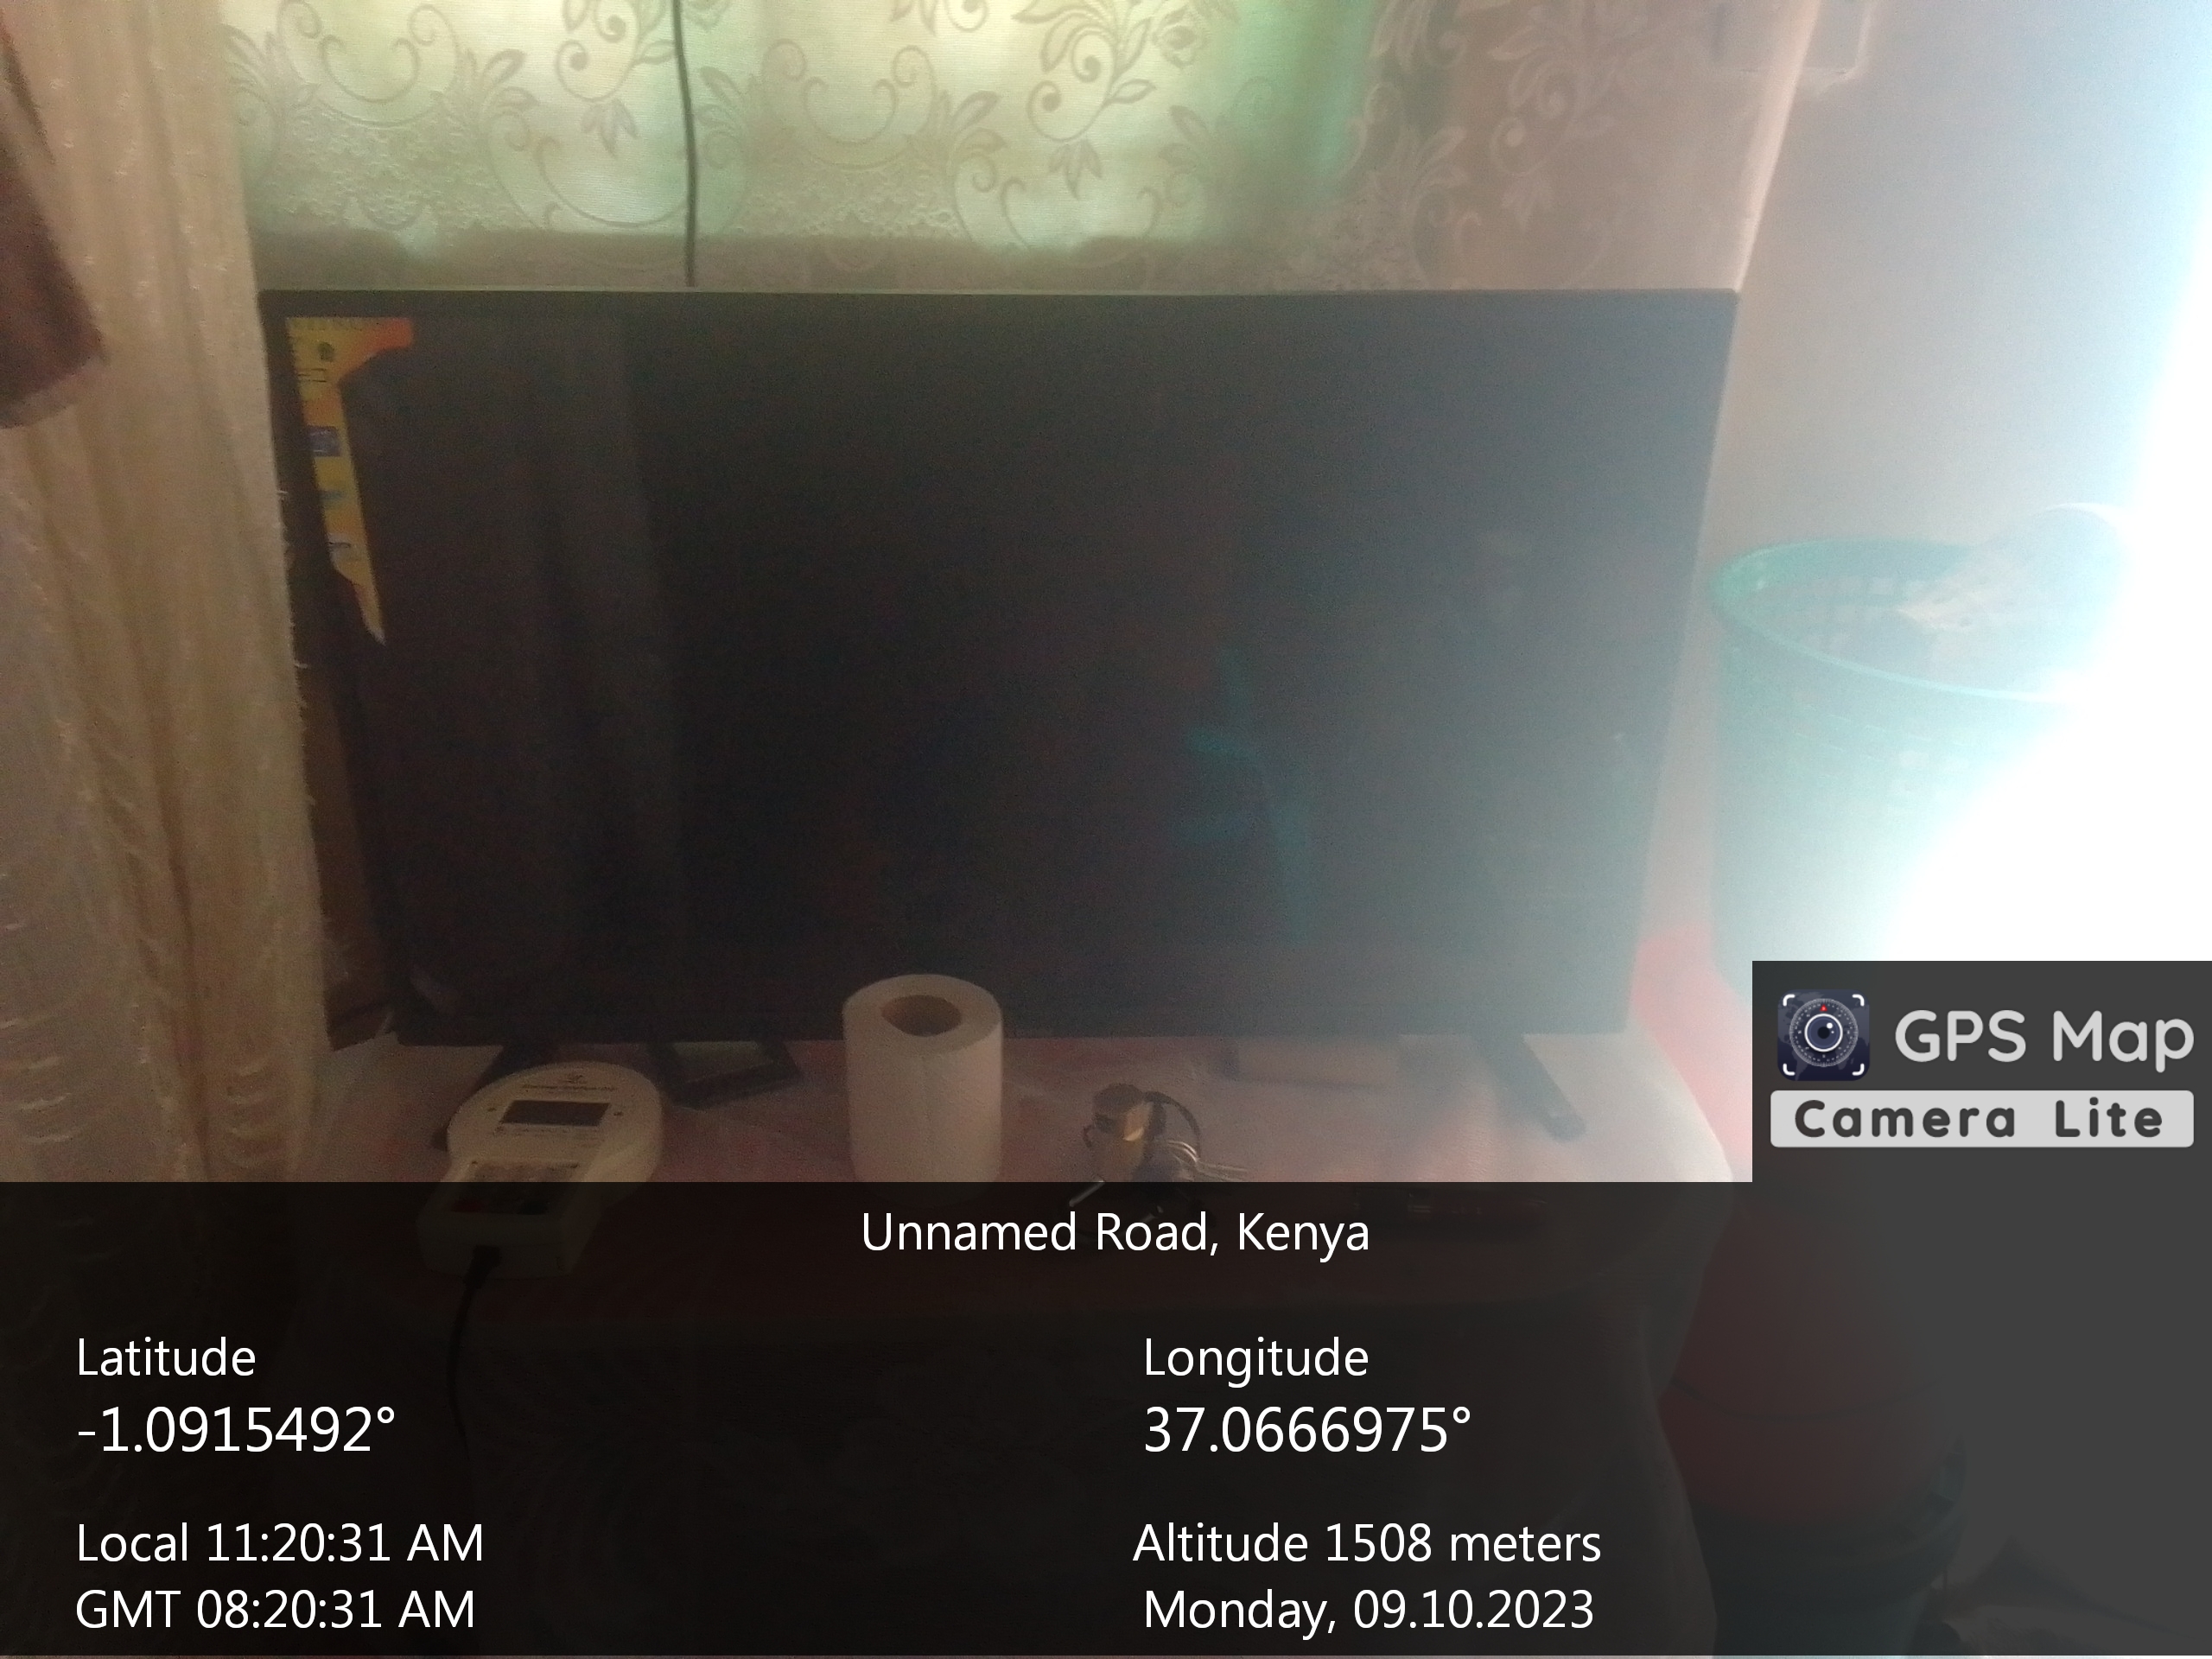 GPS Map
Camera Lite
Unnamed Road, Kenya
Latitude
-1.0915492°
Longitude
37.0666975°
Local 11:20:31 AM
GMT 08:20:31 AM
Altitude 1508 meters
Monday, 09.10.2023